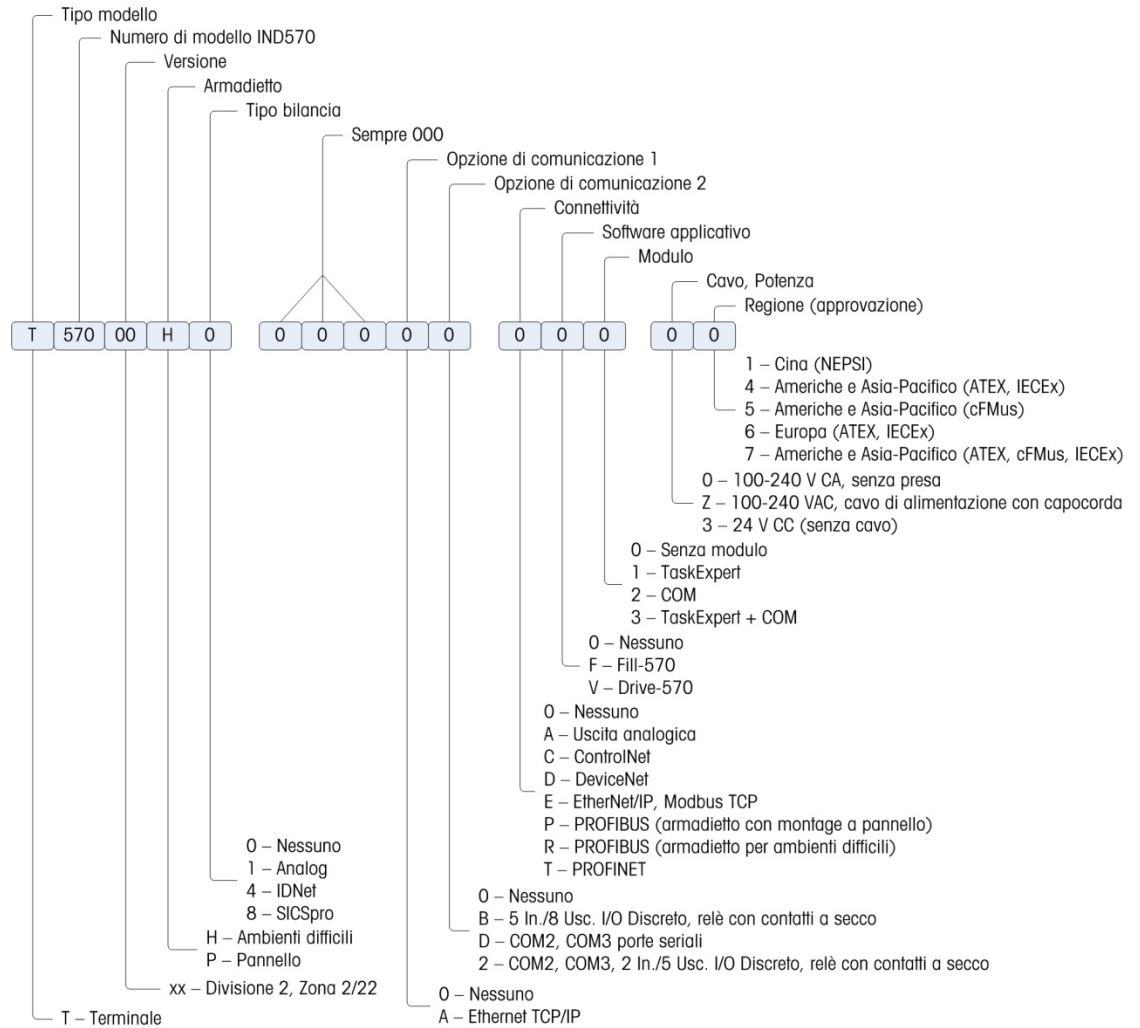 Tipo modello
Numero di modello IND570
Versione
Armadietto
Tipo bilancia
Sempre 000
Opzione di comunicazione 1
Opzione di comunicazione 2
Connettività
Software applicativo
Modulo
Cavo, Potenza
Regione (approvazione)
T 570 00 H 0 0 0 0 0 0 0 0 0 0 0
1 – Cina (NEPSI)
4 – Americhe e Asia-Pacifico (ATEX, IECEx)
5 – Americhe e Asia-Pacifico (cFMus)
6 – Europa (ATEX, IECEx)
7 – Americhe e Asia-Pacifico (ATEX, cFMus, IECEx)
0 – 100-240 V CA, senza presa
Z – 100-240 VAC, cavo di alimentazione con capocorda
3 – 24 V CC (senza cavo)
0 – Senza modulo
1 – TaskExpert
2 – COM
3 – TaskExpert + COM
0 – Nessuno
F – Fill-570
V – Drive-570
0 – Nessuno
A – Uscita analogica
C – ControlNet
D – DeviceNet
E – EtherNet/IP, Modbus TCP
P – PROFIBUS (armadietto con montage a pannello)
R – PROFIBUS (armadietto per ambienti difficili)
T – PROFINET
0 – Nessuno
1 – Analog
4 – IDNet
8 – SICSpro
0 – Nessuno
B – 5 In./8 Usc. I/O Discreto, relè con contatti a secco
D – COM2, COM3 porte seriali
2 – COM2, COM3, 2 In./5 Usc. I/O Discreto, relè con contatti a secco
H – Ambienti difficili
P – Pannello
xx – Divisione 2, Zona 2/22
0 – Nessuno
A – Ethernet TCP/IP
T – Terminale